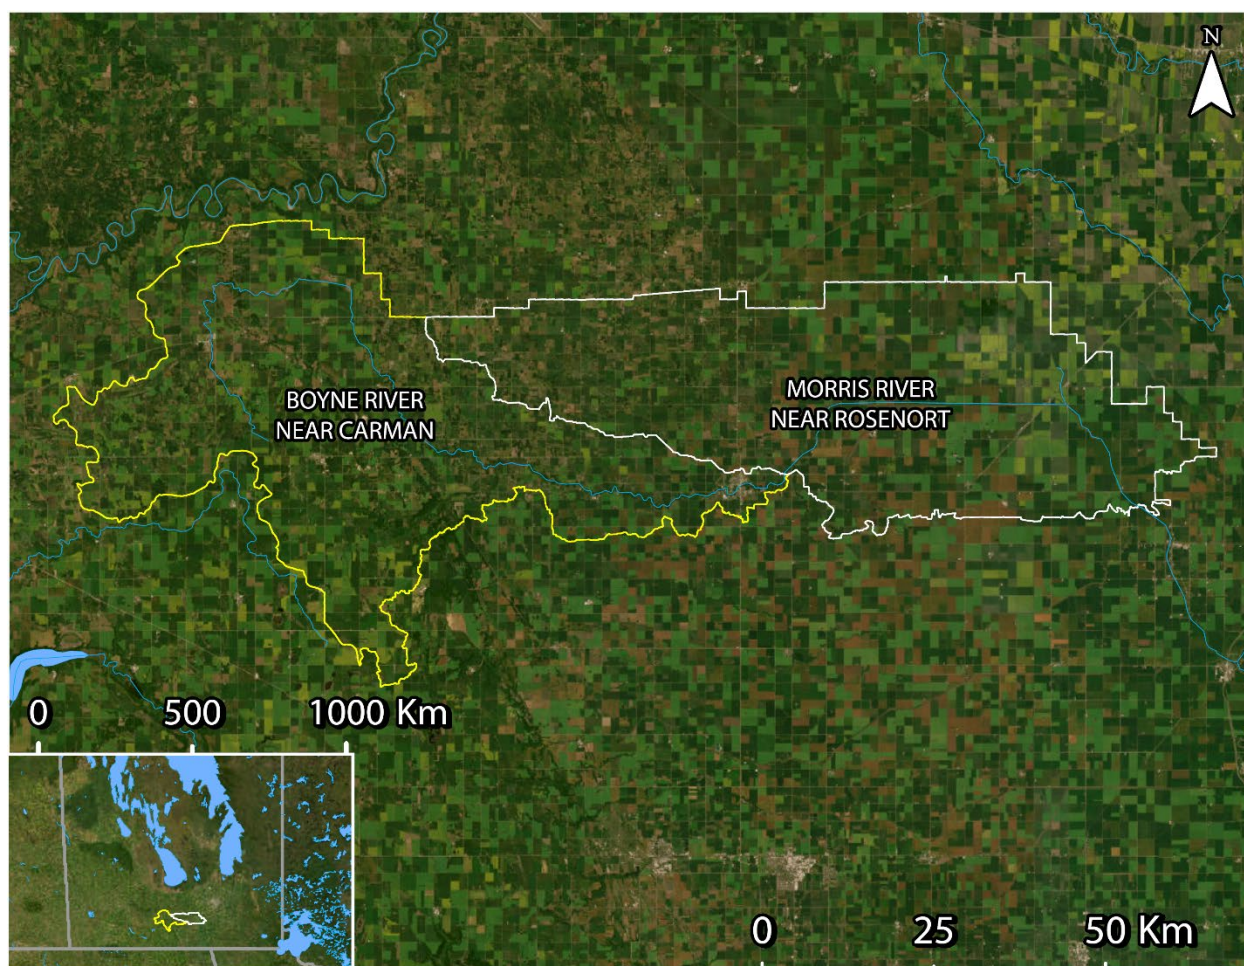 N
BOYNE RIVER
NEAR CARMAN
MORRIS RIVER
NEAR ROSENORT
0 500 1000 Km
0 25 50 Km